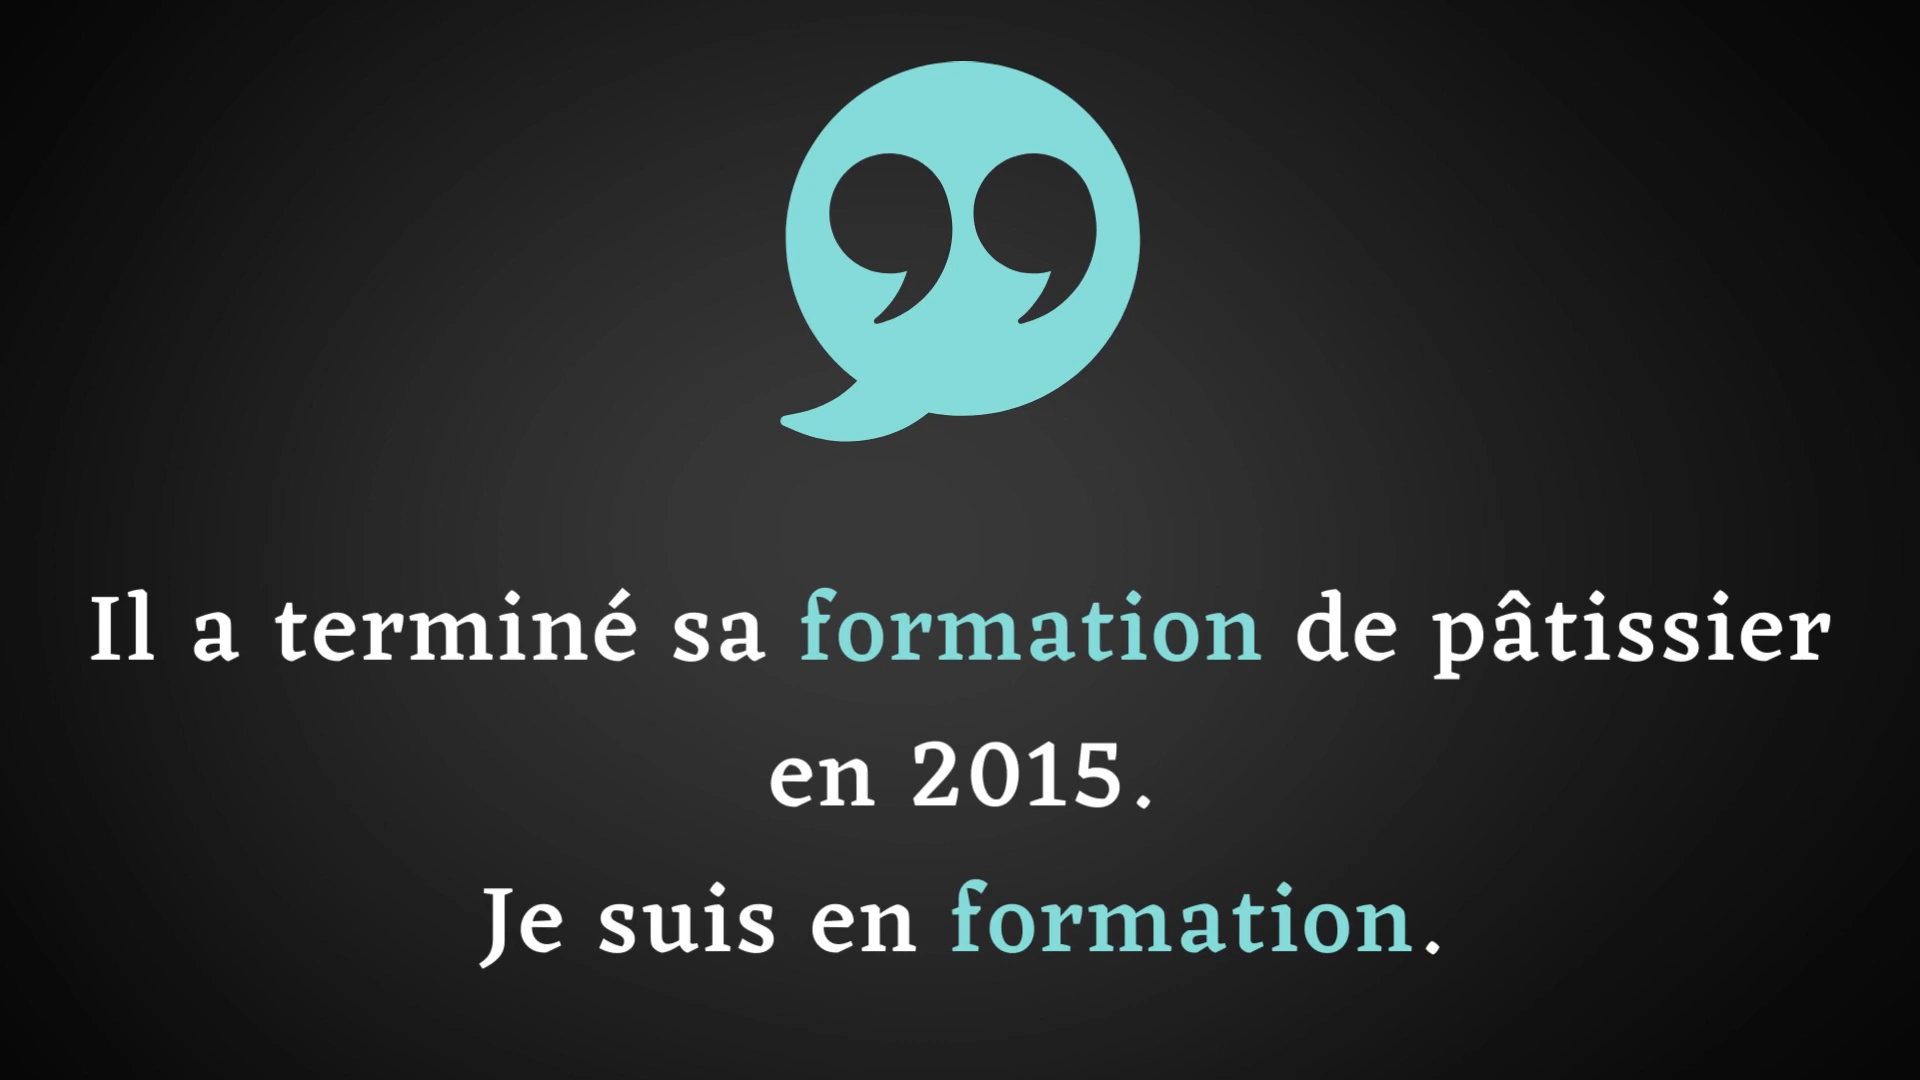 Il a terminé sa formation de pâtissier
en 2015.
Je suis en formation.